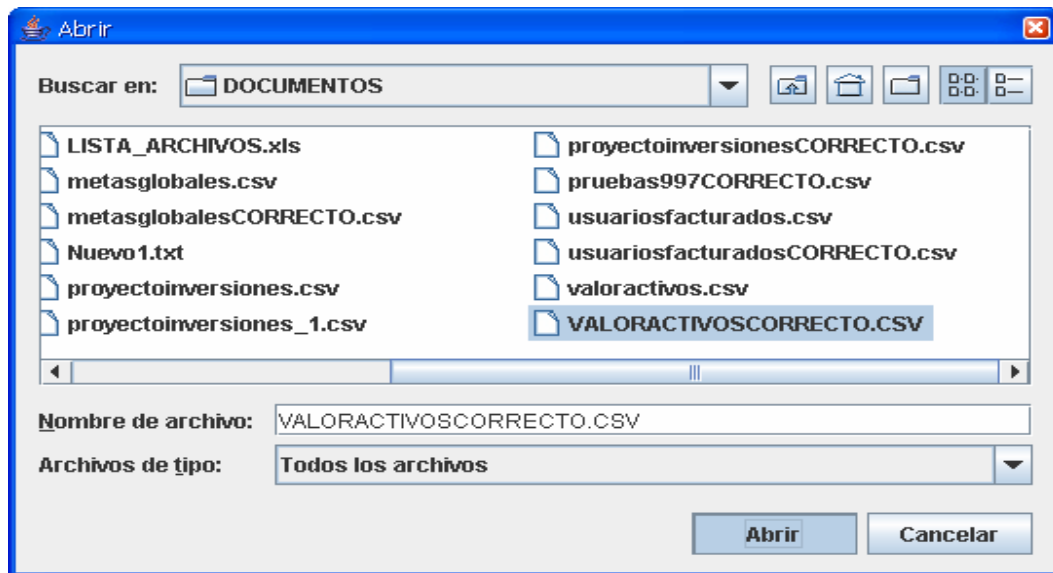 Abrir
Buscar en: DOCUMENTOS
LISTA_ARCHIVOS.xls
metasglobales.csv
metasglobalesCORRECTO.csv
Nuevo1.txt
proyectoinversiones.csv
proyectoinversiones_1.csv
proyectoinversionesCORRECTO.csv
pruebas997CORRECTO.csv
usuariosfacturados.csv
usuariosfacturadosCORRECTO.csv
valoractivos.csv
VALORACTIVOSCORRECTO.CSV
Nombre de archivo: VALORACTIVOSCORRECTO.CSV
Archivos de tipo: Todos los archivos
Abrir Cancelar